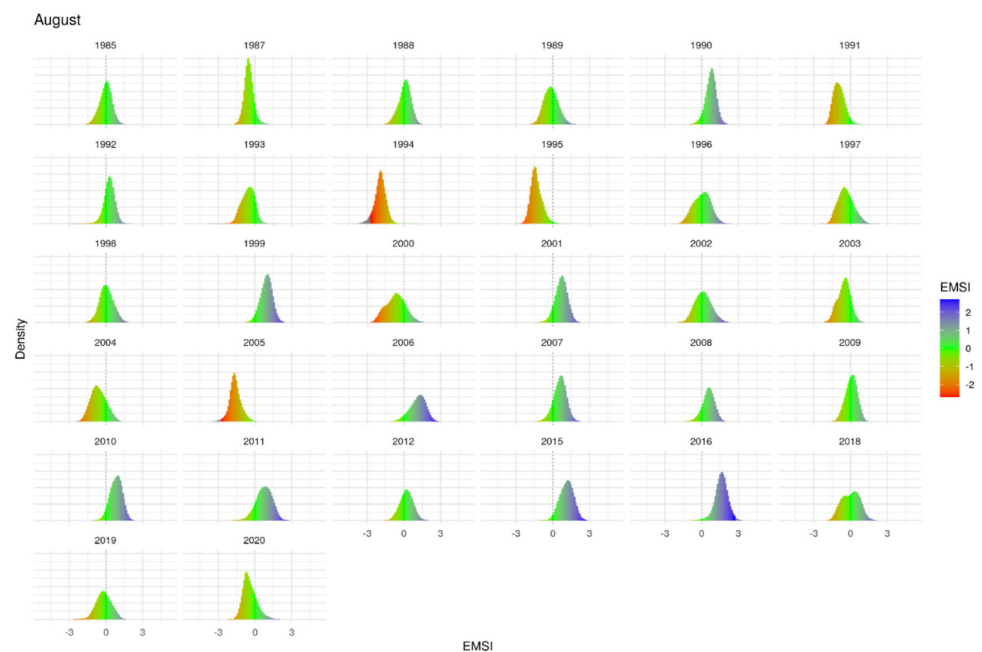 August
1985 1987 1988 1989 1990 1991
1992 1993 1994 1995 1996 1997
1998 1999 2000 2001 2002 2003
EMSI
2
1
0
-1
-2
Density
2004 2005 2006 2007 2008 2009
2010 2011 2012 2015 2016 2018
-3 0 3 -3 0 3 -3 0 3 -3 0 3
2019 2020
-3 0 3 -3 0 3
EMSI